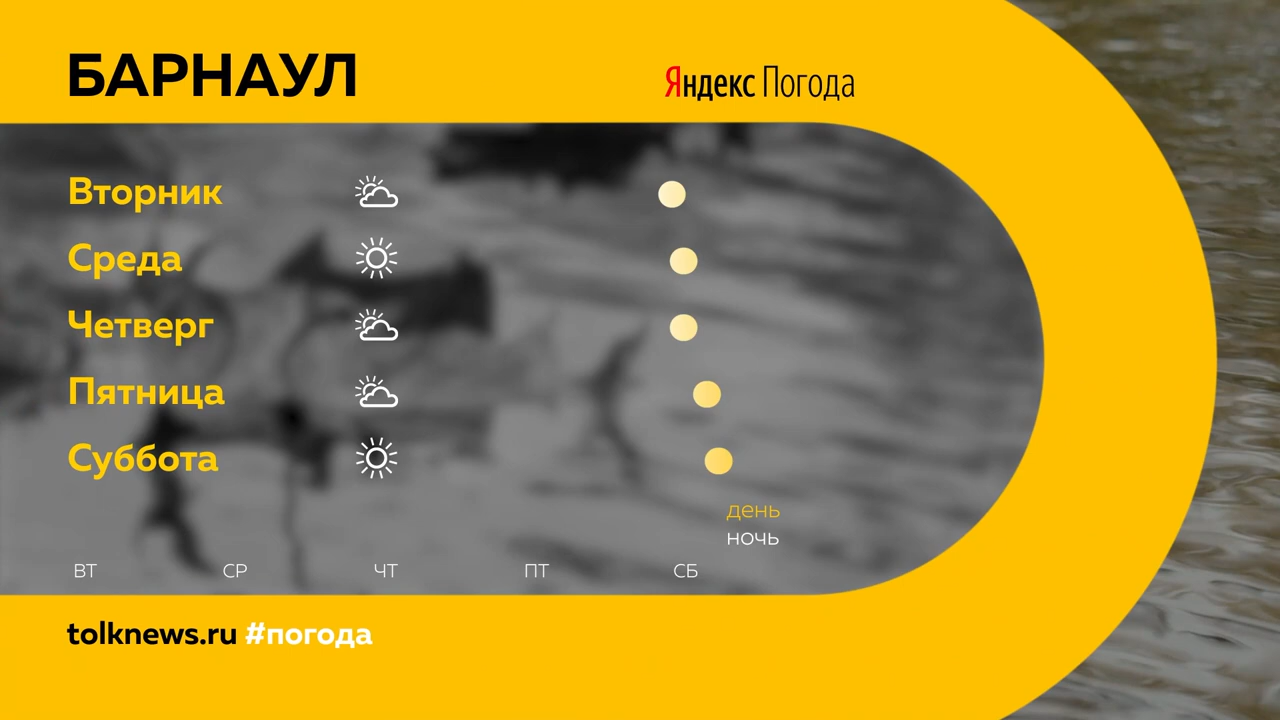 БАРНАУЛ
Яндекс Погода
Вторник
Среда
Четверг
Пятница
Суббота
день
ночь
ВТ СР ЧТ ПТ СБ
tolknews.ru #погода